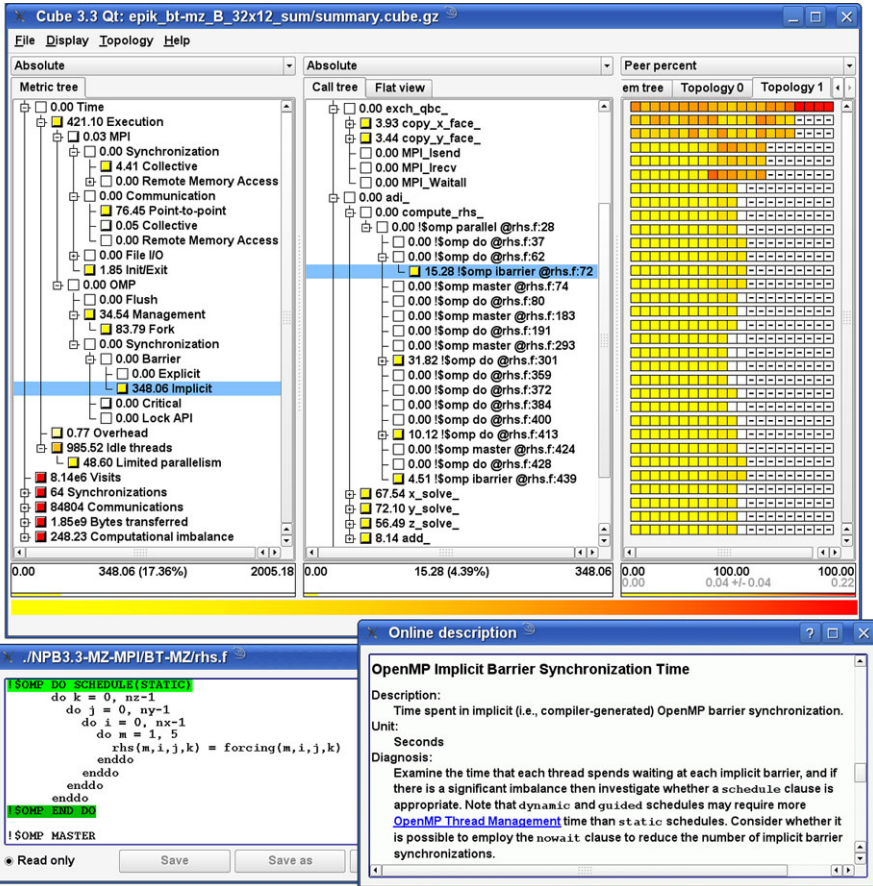 Cube 3.3 Qt: epik_bt-mz_B_32x12_sum/summary.cube.gz
File Display Topology Help
Absolute
Metric tree
0.00 Time
421.10 Execution
0.03 MPI
0.00 Synchronization
4.41 Collective
0.00 Remote Memory Access
0.00 Communication
76.45 Point-to-point
0.05 Collective
0.00 Remote Memory Access
0.00 File I/O
1.85 Init/Exit
0.00 OMP
0.00 Flush
34.54 Management
83.79 Fork
0.00 Synchronization
0.00 Barrier
0.00 Explicit
348.06 Implicit
0.00 Critical
0.00 Lock API
0.77 Overhead
985.52 Idle threads
48.60 Limited parallelism
8.14e6 Visits
64 Synchronizations
84804 Communications
1.85e9 Bytes transferred
248.23 Computational imbalance
0.00 348.06 (17.36%) 2005.18
Absolute
Call tree Flat view
0.00 exch_qbc_
3.93 copy_x_face_
3.44 copy_y_face_
0.00 MPI_Isend
0.00 MPI_Irecv
0.00 MPI_Waitall
0.00 adi_
0.00 compute_rhs_
0.00 !$omp parallel @rhs.f:28
0.00 !$omp do @rhs.f:37
0.00 !$omp do @rhs.f:62
15.28 !$omp ibarrier @rhs.f:72
0.00 !$omp master @rhs.f:74
0.00 !$omp do @rhs.f:80
0.00 !$omp master @rhs.f:183
0.00 !$omp do @rhs.f:191
0.00 !$omp master @rhs.f:293
31.82 !$omp do @rhs.f:301
0.00 !$omp do @rhs.f:359
0.00 !$omp do @rhs.f:372
0.00 !$omp do @rhs.f:384
0.00 !$omp do @rhs.f:400
10.12 !$omp do @rhs.f:413
0.00 !$omp master @rhs.f:424
0.00 !$omp do @rhs.f:428
4.51 !$omp ibarrier @rhs.f:439
67.54 x_solve_
72.10 y_solve_
56.49 z_solve_
8.14 add_
0.00 15.28 (4.39%) 348.06
Peer percent
em tree Topology 0 Topology 1
0.00 100.00 100.00
0.00 0.04 +/- 0.04 0.22
./NPB3.3-MZ-MPI/BT-MZ/rhs.f
!$OMP DO SCHEDULE(STATIC)
do k = 0, nz-1
do j = 0, ny-1
do i = 0, nx-1
do m = 1, 5
rhs(m,i,j,k) = forcing(m,i,j,k)
enddo
enddo
enddo
enddo
!$OMP END DO
!$OMP MASTER
Read only Save Save as
Online description
OpenMP Implicit Barrier Synchronization Time
Description:
Time spent in implicit (i.e., compiler-generated) OpenMP barrier synchronization.
Unit:
Seconds
Diagnosis:
Examine the time that each thread spends waiting at each implicit barrier, and if
there is a significant imbalance then investigate whether a schedule clause is
appropriate. Note that dynamic and guided schedules may require more
OpenMP Thread Management time than static schedules. Consider whether it
is possible to employ the nowait clause to reduce the number of implicit barrier
synchronizations.